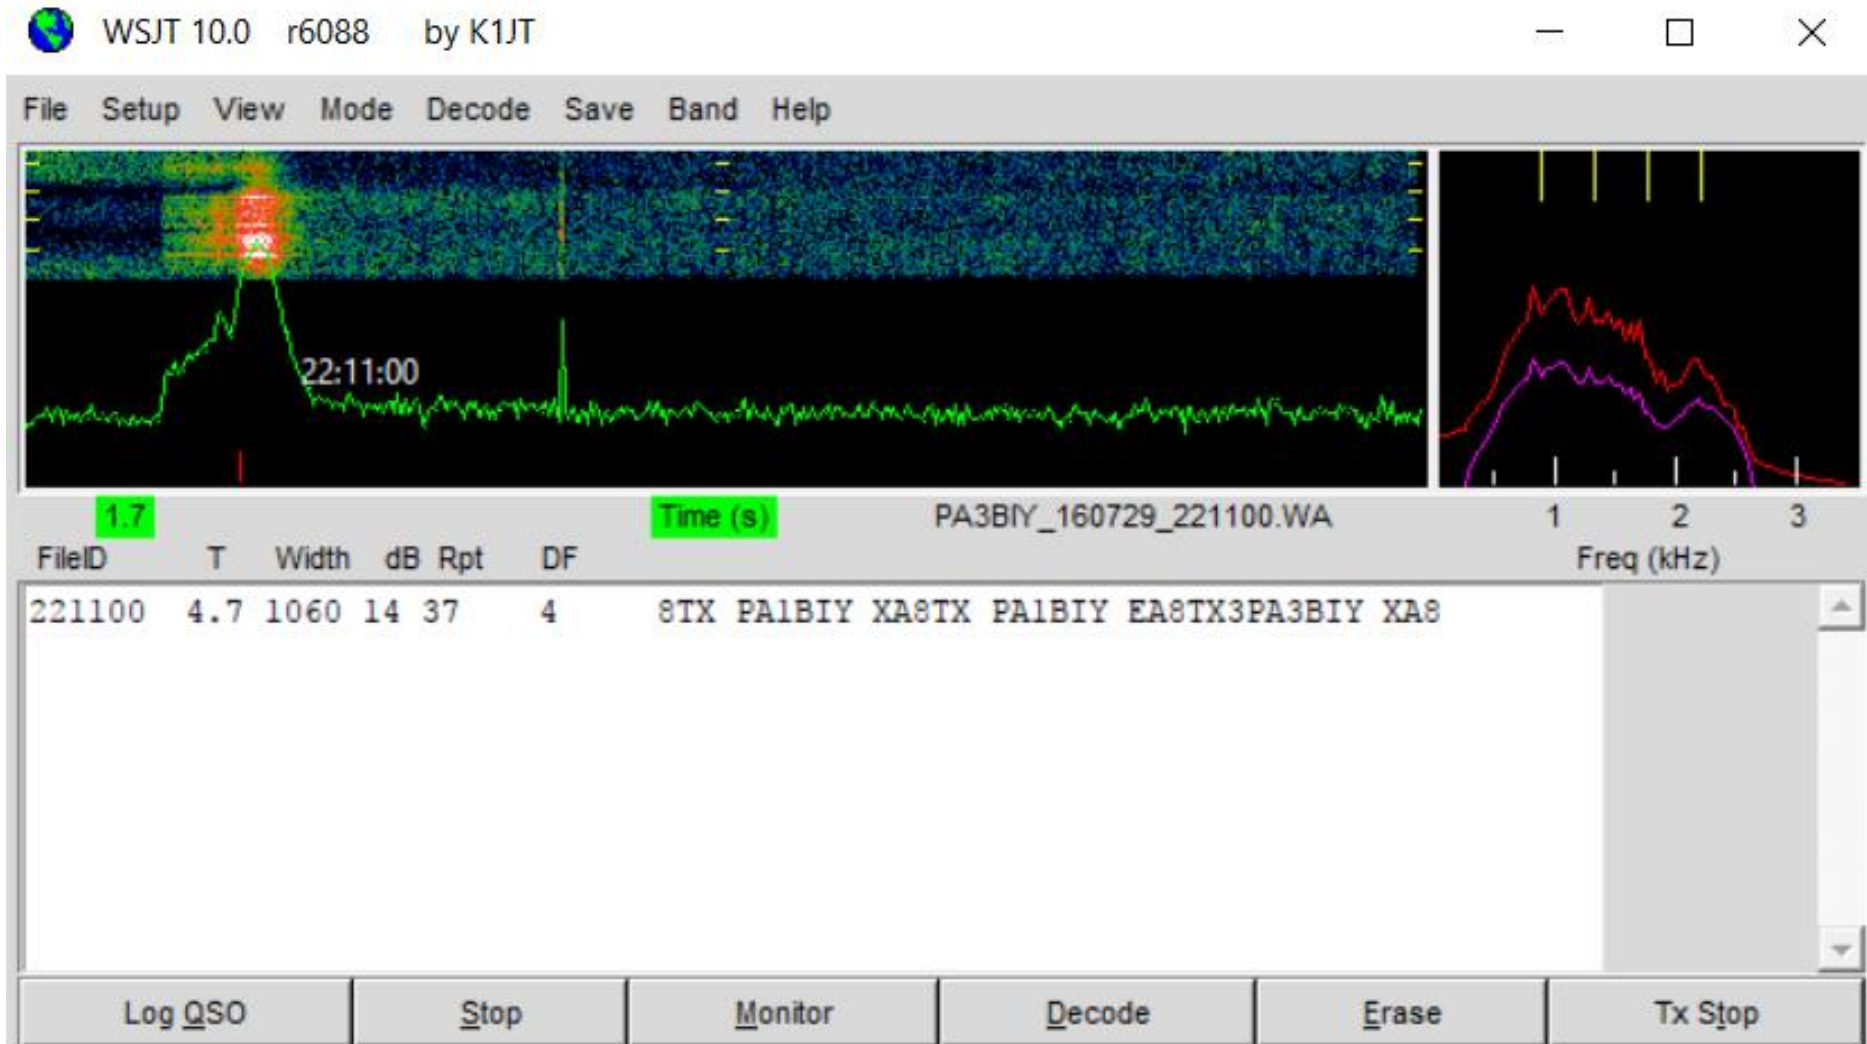 WSJT 10.0 r6088 by K1JT
File Setup View Mode Decode Save Band Help
22:11:00
1.7 Time (s) PA3BIY_160729_221100.WA 1 2 3
FileID T Width dB Rpt DF Freq (kHz)
221100 4.7 1060 14 37 4 8TX PA1BIY XA8TX PA1BIY EA8TX3PA3BIY XA8
Log QSO Stop Monitor Decode Erase Tx Stop